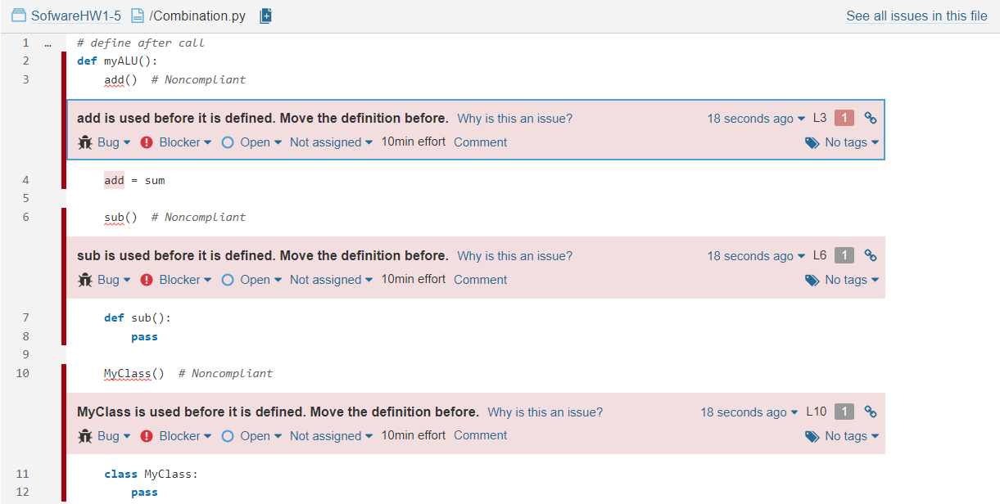 SofwareHW1-5 /Combination.py See all issues in this file
1 … # define after call
2 def myALU():
3 add() # Noncompliant
add is used before it is defined. Move the definition before. Why is this an issue? 18 seconds ago L3 1
Bug Blocker Open Not assigned 10min effort Comment No tags
4 add = sum
5
6 sub() # Noncompliant
sub is used before it is defined. Move the definition before. Why is this an issue? 18 seconds ago L6 1
Bug Blocker Open Not assigned 10min effort Comment No tags
7 def sub():
8 pass
9
10 MyClass() # Noncompliant
MyClass is used before it is defined. Move the definition before. Why is this an issue? 18 seconds ago L10 1
Bug Blocker Open Not assigned 10min effort Comment No tags
11 class MyClass:
12 pass